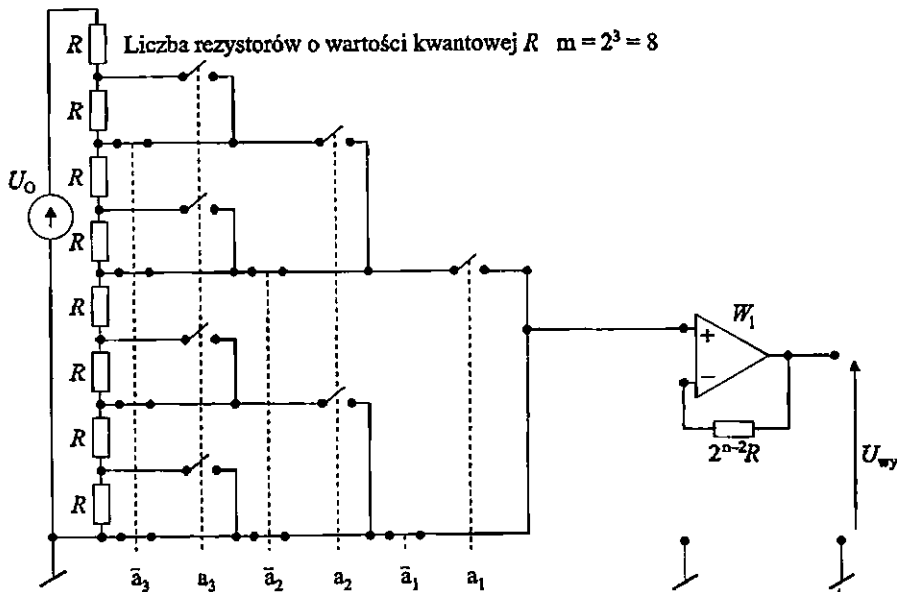 R Liczba rezystorów o wartości kwantowej R m = 2³ = 8
R
R
U₀
R
R
W₁
+
R
−
R
2ⁿ⁻²R
U_wy
R
ā₃ a₃ ā₂ a₂ ā₁ a₁